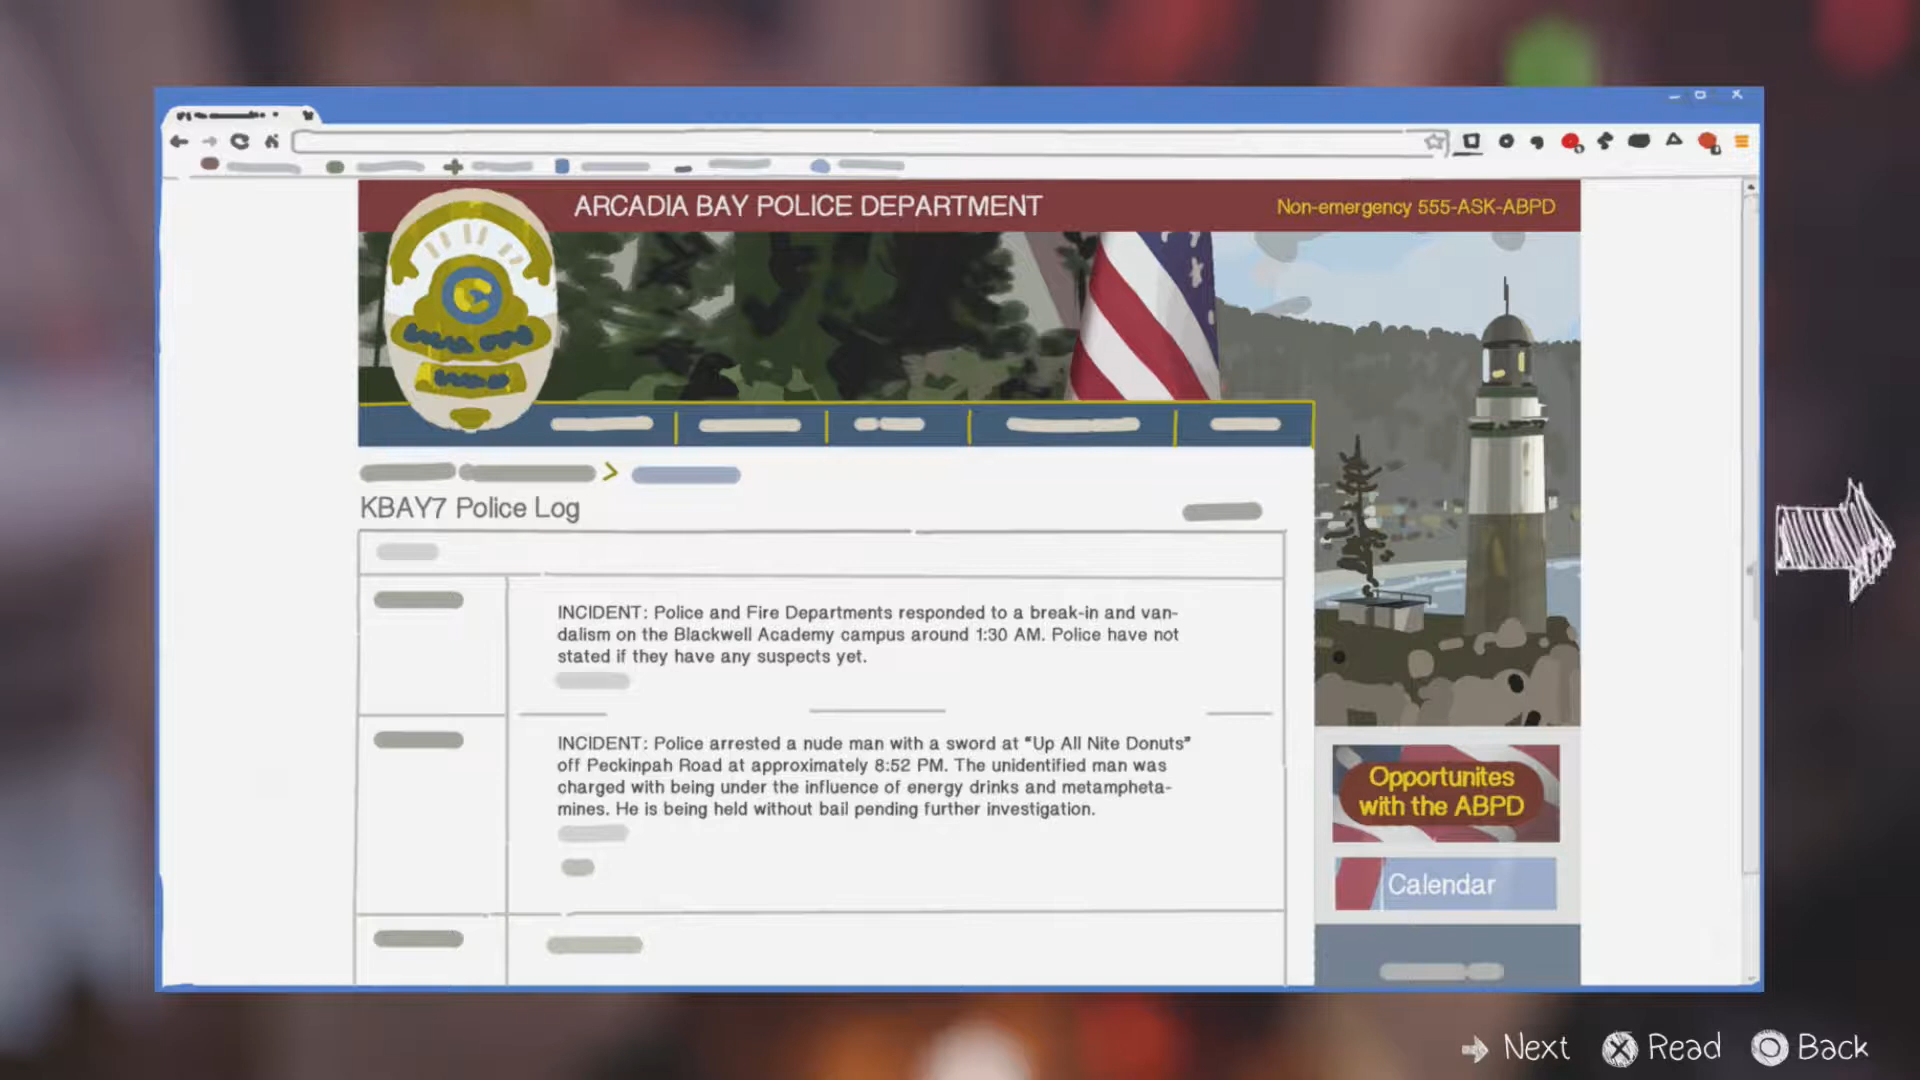 ARCADIA BAY POLICE DEPARTMENT
Non-emergency 555-ASK-ABPD
KBAY7 Police Log
INCIDENT: Police and Fire Departments responded to a break-in and van-
dalism on the Blackwell Academy campus around 1:30 AM. Police have not
stated if they have any suspects yet.
INCIDENT: Police arrested a nude man with a sword at "Up All Nite Donuts"
off Peckinpah Road at approximately 8:52 PM. The unidentified man was
charged with being under the influence of energy drinks and metampheta-
mines. He is being held without bail pending further investigation.
Opportunites
with the ABPD
Calendar
Next
Read
Back